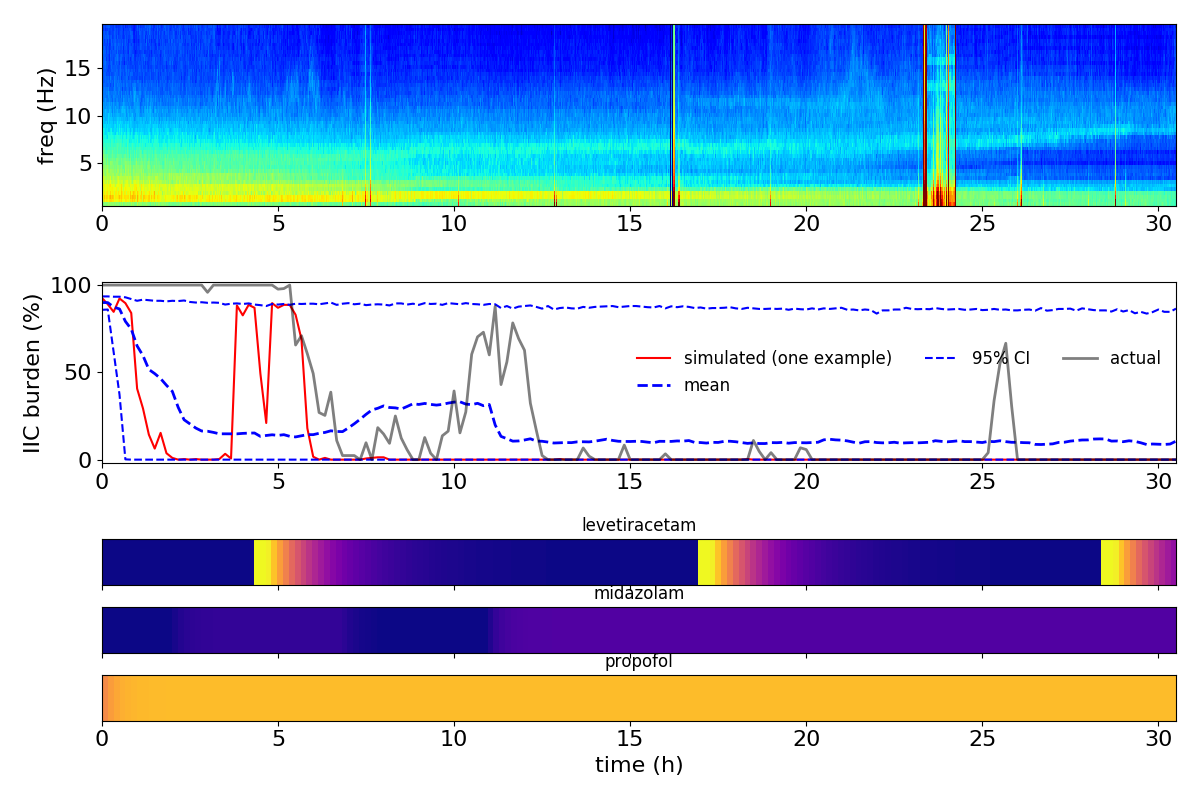 freq (Hz)
15
10
5
0 5 10 15 20 25 30
IIC burden (%)
100
50
0
simulated (one example)
mean
95% CI
actual
0 5 10 15 20 25 30
levetiracetam
midazolam
propofol
0 5 10 15 20 25 30
time (h)